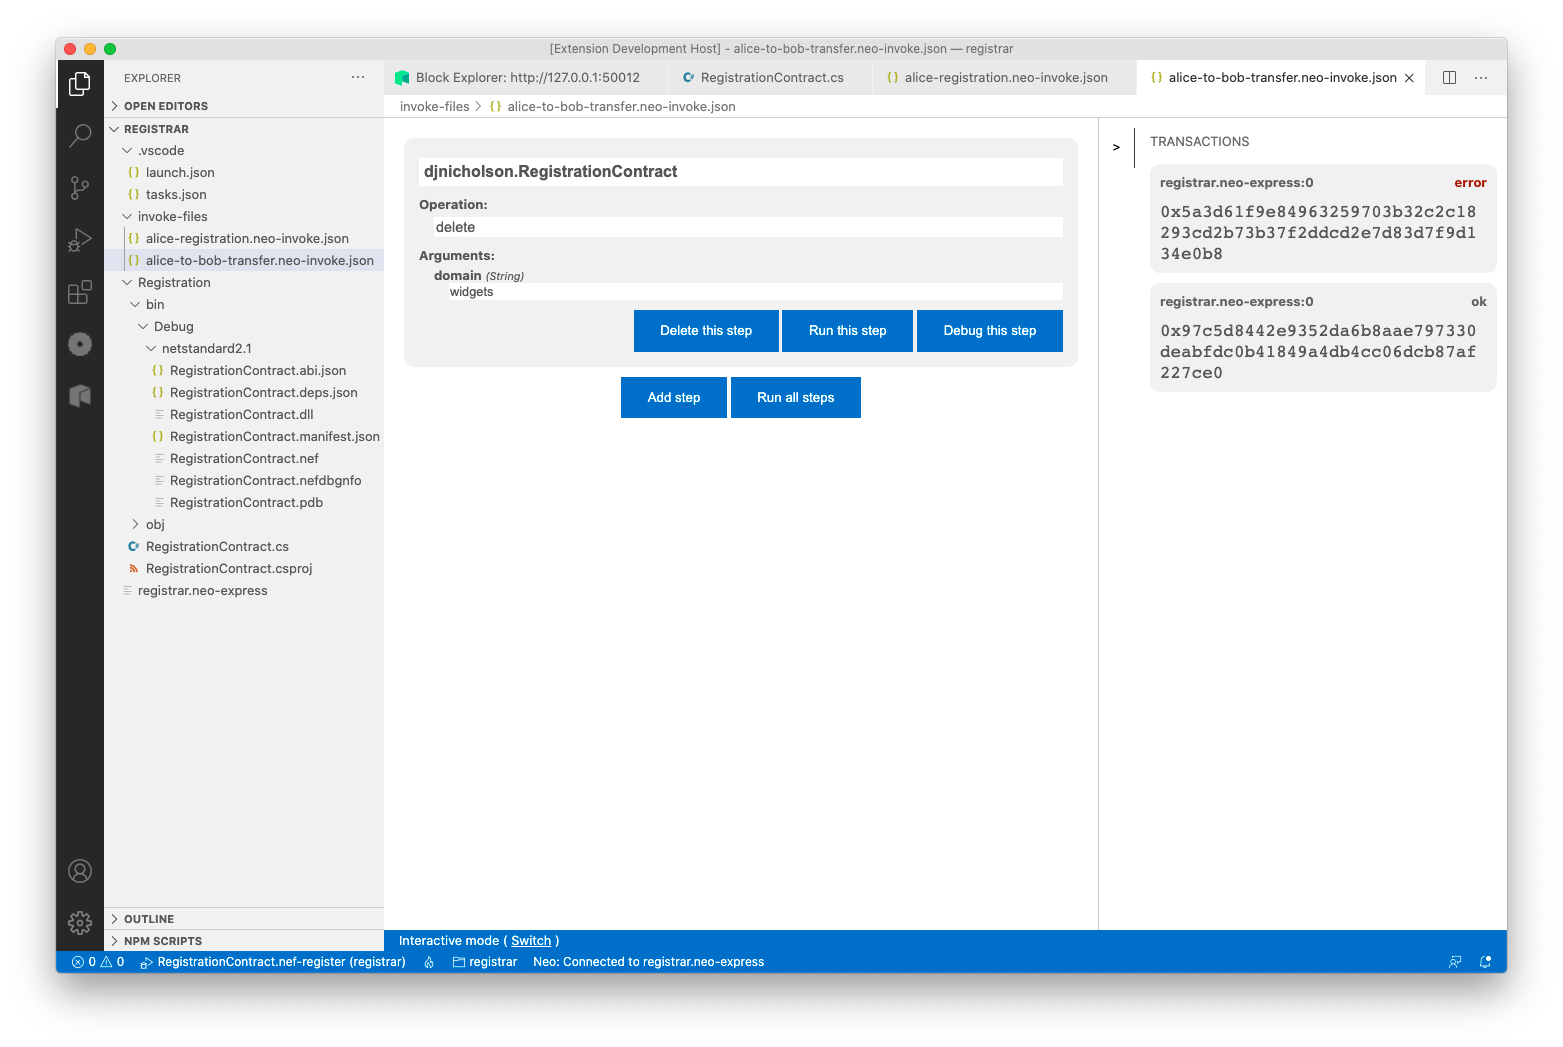 [Extension Development Host] - alice-to-bob-transfer.neo-invoke.json — registrar
EXPLORER
OPEN EDITORS
REGISTRAR
.vscode
launch.json
tasks.json
invoke-files
alice-registration.neo-invoke.json
alice-to-bob-transfer.neo-invoke.json
Registration
bin
Debug
netstandard2.1
RegistrationContract.abi.json
RegistrationContract.deps.json
RegistrationContract.dll
RegistrationContract.manifest.json
RegistrationContract.nef
RegistrationContract.nefdbgnfo
RegistrationContract.pdb
obj
RegistrationContract.cs
RegistrationContract.csproj
registrar.neo-express
OUTLINE
NPM SCRIPTS
Block Explorer: http://127.0.0.1:50012
RegistrationContract.cs
alice-registration.neo-invoke.json
alice-to-bob-transfer.neo-invoke.json
invoke-files > {} alice-to-bob-transfer.neo-invoke.json
djnicholson.RegistrationContract
Operation:
delete
Arguments:
domain (String)
widgets
Delete this step
Run this step
Debug this step
Add step
Run all steps
>
TRANSACTIONS
registrar.neo-express:0 error
0x5a3d61f9e84963259703b32c2c18
293cd2b73b37f2ddcd2e7d83d7f9d1
34e0b8
registrar.neo-express:0 ok
0x97c5d8442e9352da6b8aae797330
deabfdc0b41849a4db4cc06dcb87af
227ce0
Interactive mode ( Switch )
0 0 RegistrationContract.nef-register (registrar) registrar Neo: Connected to registrar.neo-express